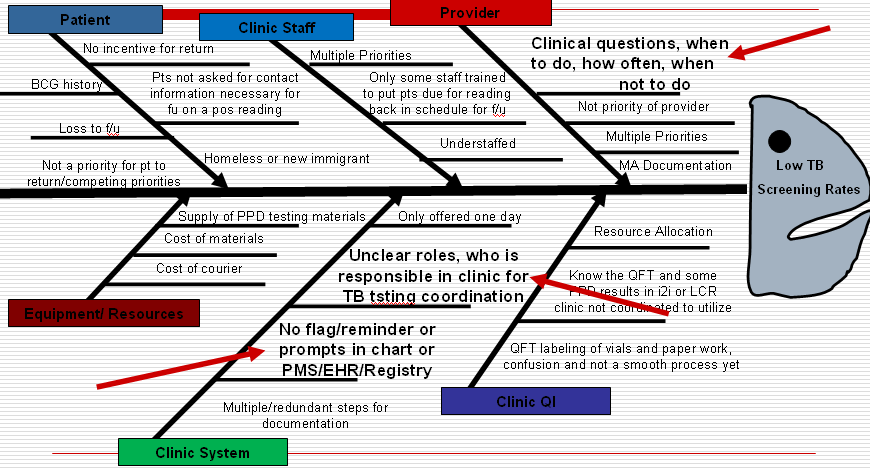 Patient
Clinic Staff
Provider
No incentive for return
BCG history
Pts not asked for contact
information necessary for
fu on a pos reading
Loss to f/u
Not a priority for pt to
return/competing priorities
Homeless or new immigrant
Multiple Priorities
Only some staff trained
to put pts due for reading
back in schedule for f/u
Understaffed
Clinical questions, when
to do, how often, when
not to do
Not priority of provider
Multiple Priorities
MA Documentation
Low TB
Screening Rates
Supply of PPD testing materials
Cost of materials
Cost of courier
Equipment/ Resources
Only offered one day
Unclear roles, who is
responsible in clinic for
TB tsting coordination
No flag/reminder or
prompts in chart or
PMS/EHR/Registry
Multiple/redundant steps for
documentation
Clinic System
Resource Allocation
Know the QFT and some
PPD results in i2i or LCR
clinic not coordinated to utilize
QFT labeling of vials and paper work,
confusion and not a smooth process yet
Clinic QI